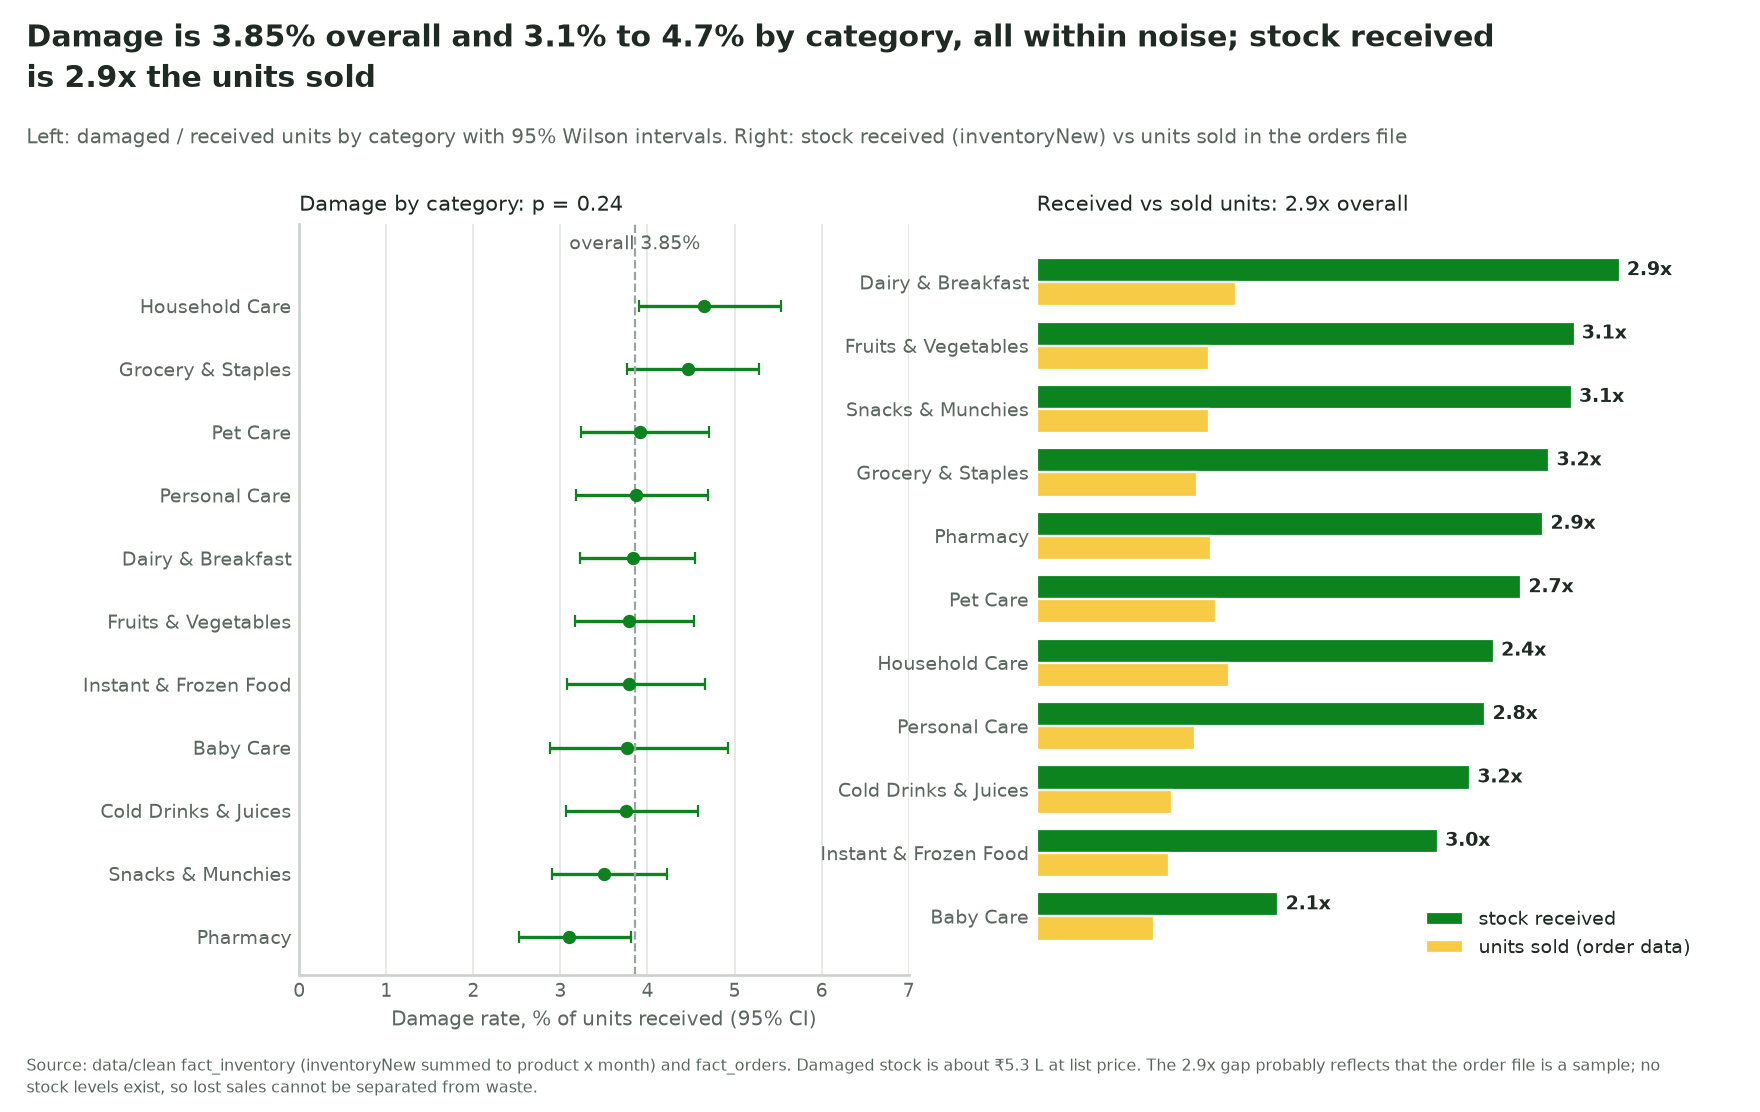 Damage is 3.85% overall and 3.1% to 4.7% by category, all within noise; stock received
is 2.9x the units sold
Left: damaged / received units by category with 95% Wilson intervals. Right: stock received (inventoryNew) vs units sold in the orders file
Damage by category: p = 0.24
overall 3.85%
Household Care
Grocery & Staples
Pet Care
Personal Care
Dairy & Breakfast
Fruits & Vegetables
Instant & Frozen Food
Baby Care
Cold Drinks & Juices
Snacks & Munchies
Pharmacy
0 1 2 3 4 5 6 7
Damage rate, % of units received (95% CI)
Received vs sold units: 2.9x overall
Dairy & Breakfast 2.9x
Fruits & Vegetables 3.1x
Snacks & Munchies 3.1x
Grocery & Staples 3.2x
Pharmacy 2.9x
Pet Care 2.7x
Household Care 2.4x
Personal Care 2.8x
Cold Drinks & Juices 3.2x
Instant & Frozen Food 3.0x
Baby Care 2.1x
stock received
units sold (order data)
Source: data/clean fact_inventory (inventoryNew summed to product x month) and fact_orders. Damaged stock is about ₹5.3 L at list price. The 2.9x gap probably reflects that the order file is a sample; no
stock levels exist, so lost sales cannot be separated from waste.